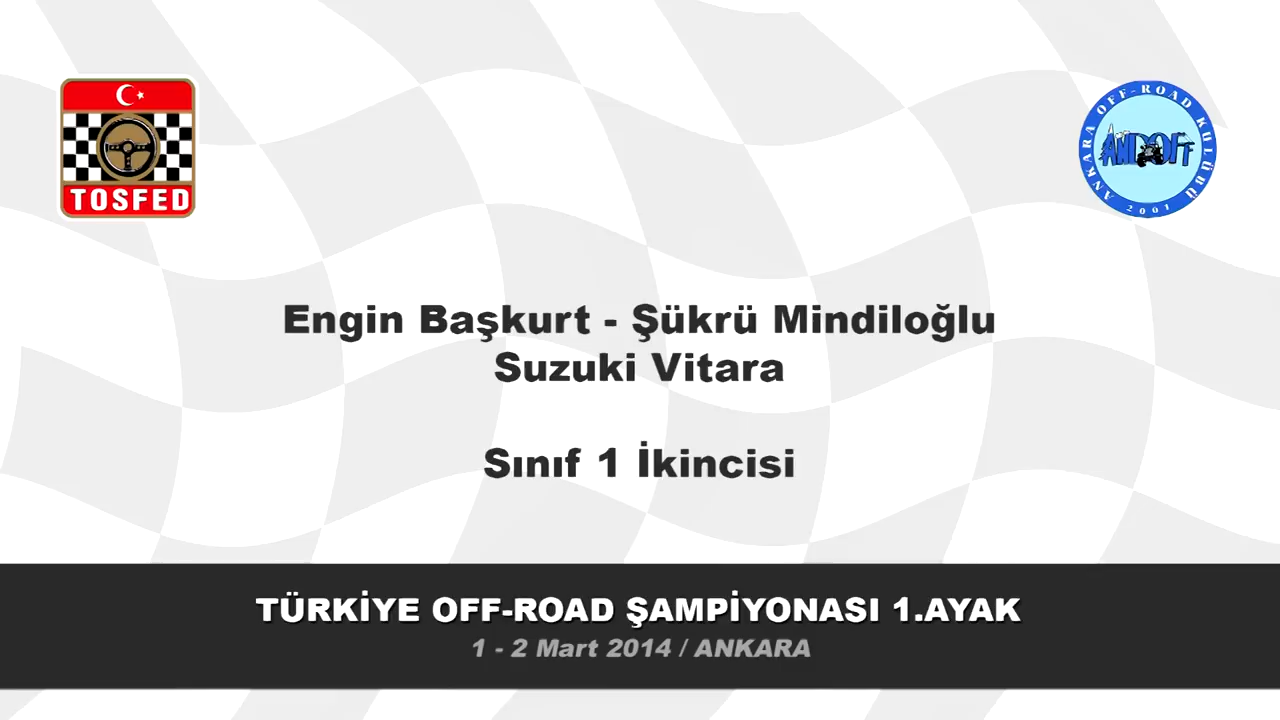 TOSFED
ANKARA OFF-ROAD KULÜBÜ
ANDOFF
2001
Engin Başkurt - Şükrü Mindiloğlu
Suzuki Vitara
Sınıf 1 İkincisi
TÜRKİYE OFF-ROAD ŞAMPİYONASI 1.AYAK
1 - 2 Mart 2014 / ANKARA